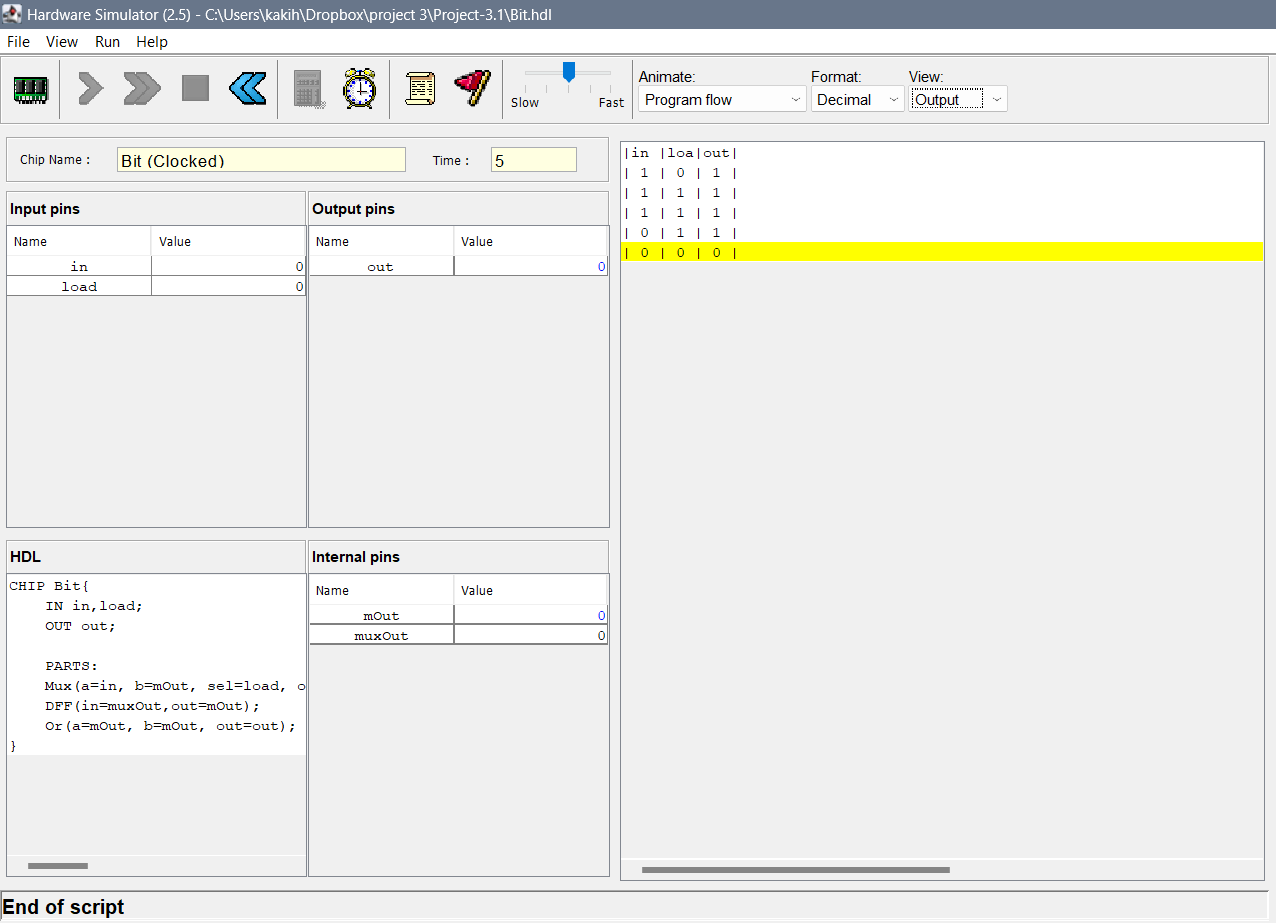 Hardware Simulator (2.5) - C:\Users\kakih\Dropbox\project 3\Project-3.1\Bit.hdl
File View Run Help
Slow Fast
Animate: Format: View:
Program flow Decimal Output
Chip Name : Bit (Clocked) Time : 5
Input pins
Name Value
in 0
load 0
Output pins
Name Value
out 0
HDL
CHIP Bit{
IN in,load;
OUT out;
PARTS:
Mux(a=in, b=mOut, sel=load, o
DFF(in=muxOut,out=mOut);
Or(a=mOut, b=mOut, out=out);
}
Internal pins
Name Value
mOut 0
muxOut 0
|in |loa|out|
| 1 | 0 | 1 |
| 1 | 1 | 1 |
| 1 | 1 | 1 |
| 0 | 1 | 1 |
| 0 | 0 | 0 |
End of script